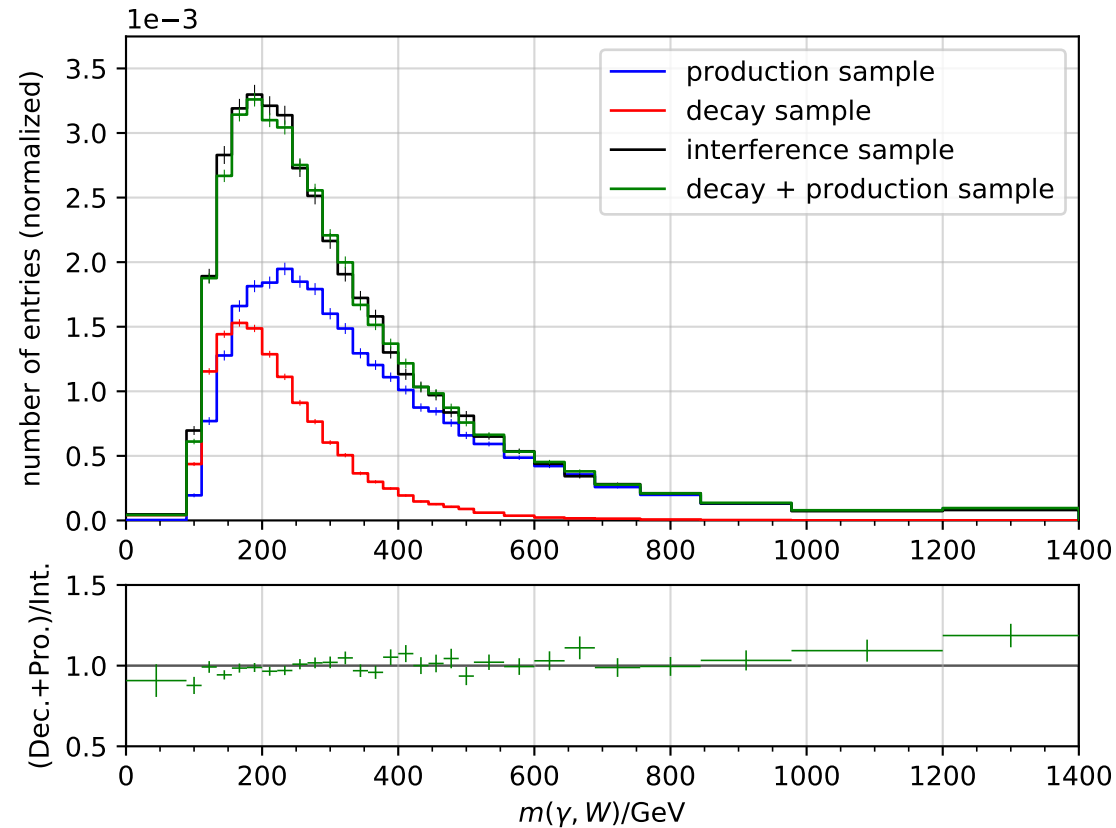 1e−3
number of entries (normalized)
3.5
3.0
2.5
2.0
1.5
1.0
0.5
0.0
production sample
decay sample
interference sample
decay + production sample
0 200 400 600 800 1000 1200 1400
(Dec.+Pro.)/Int.
1.5
1.0
0.5
0 200 400 600 800 1000 1200 1400
m(γ, W)/GeV